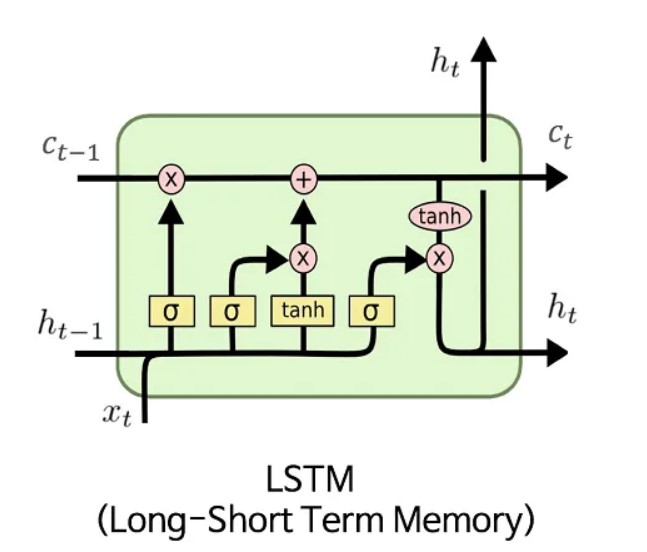 h_t
c_{t-1}
c_t
x
+
tanh
x
x
σ
σ
tanh
σ
h_{t-1}
h_t
x_t
LSTM
(Long-Short Term Memory)